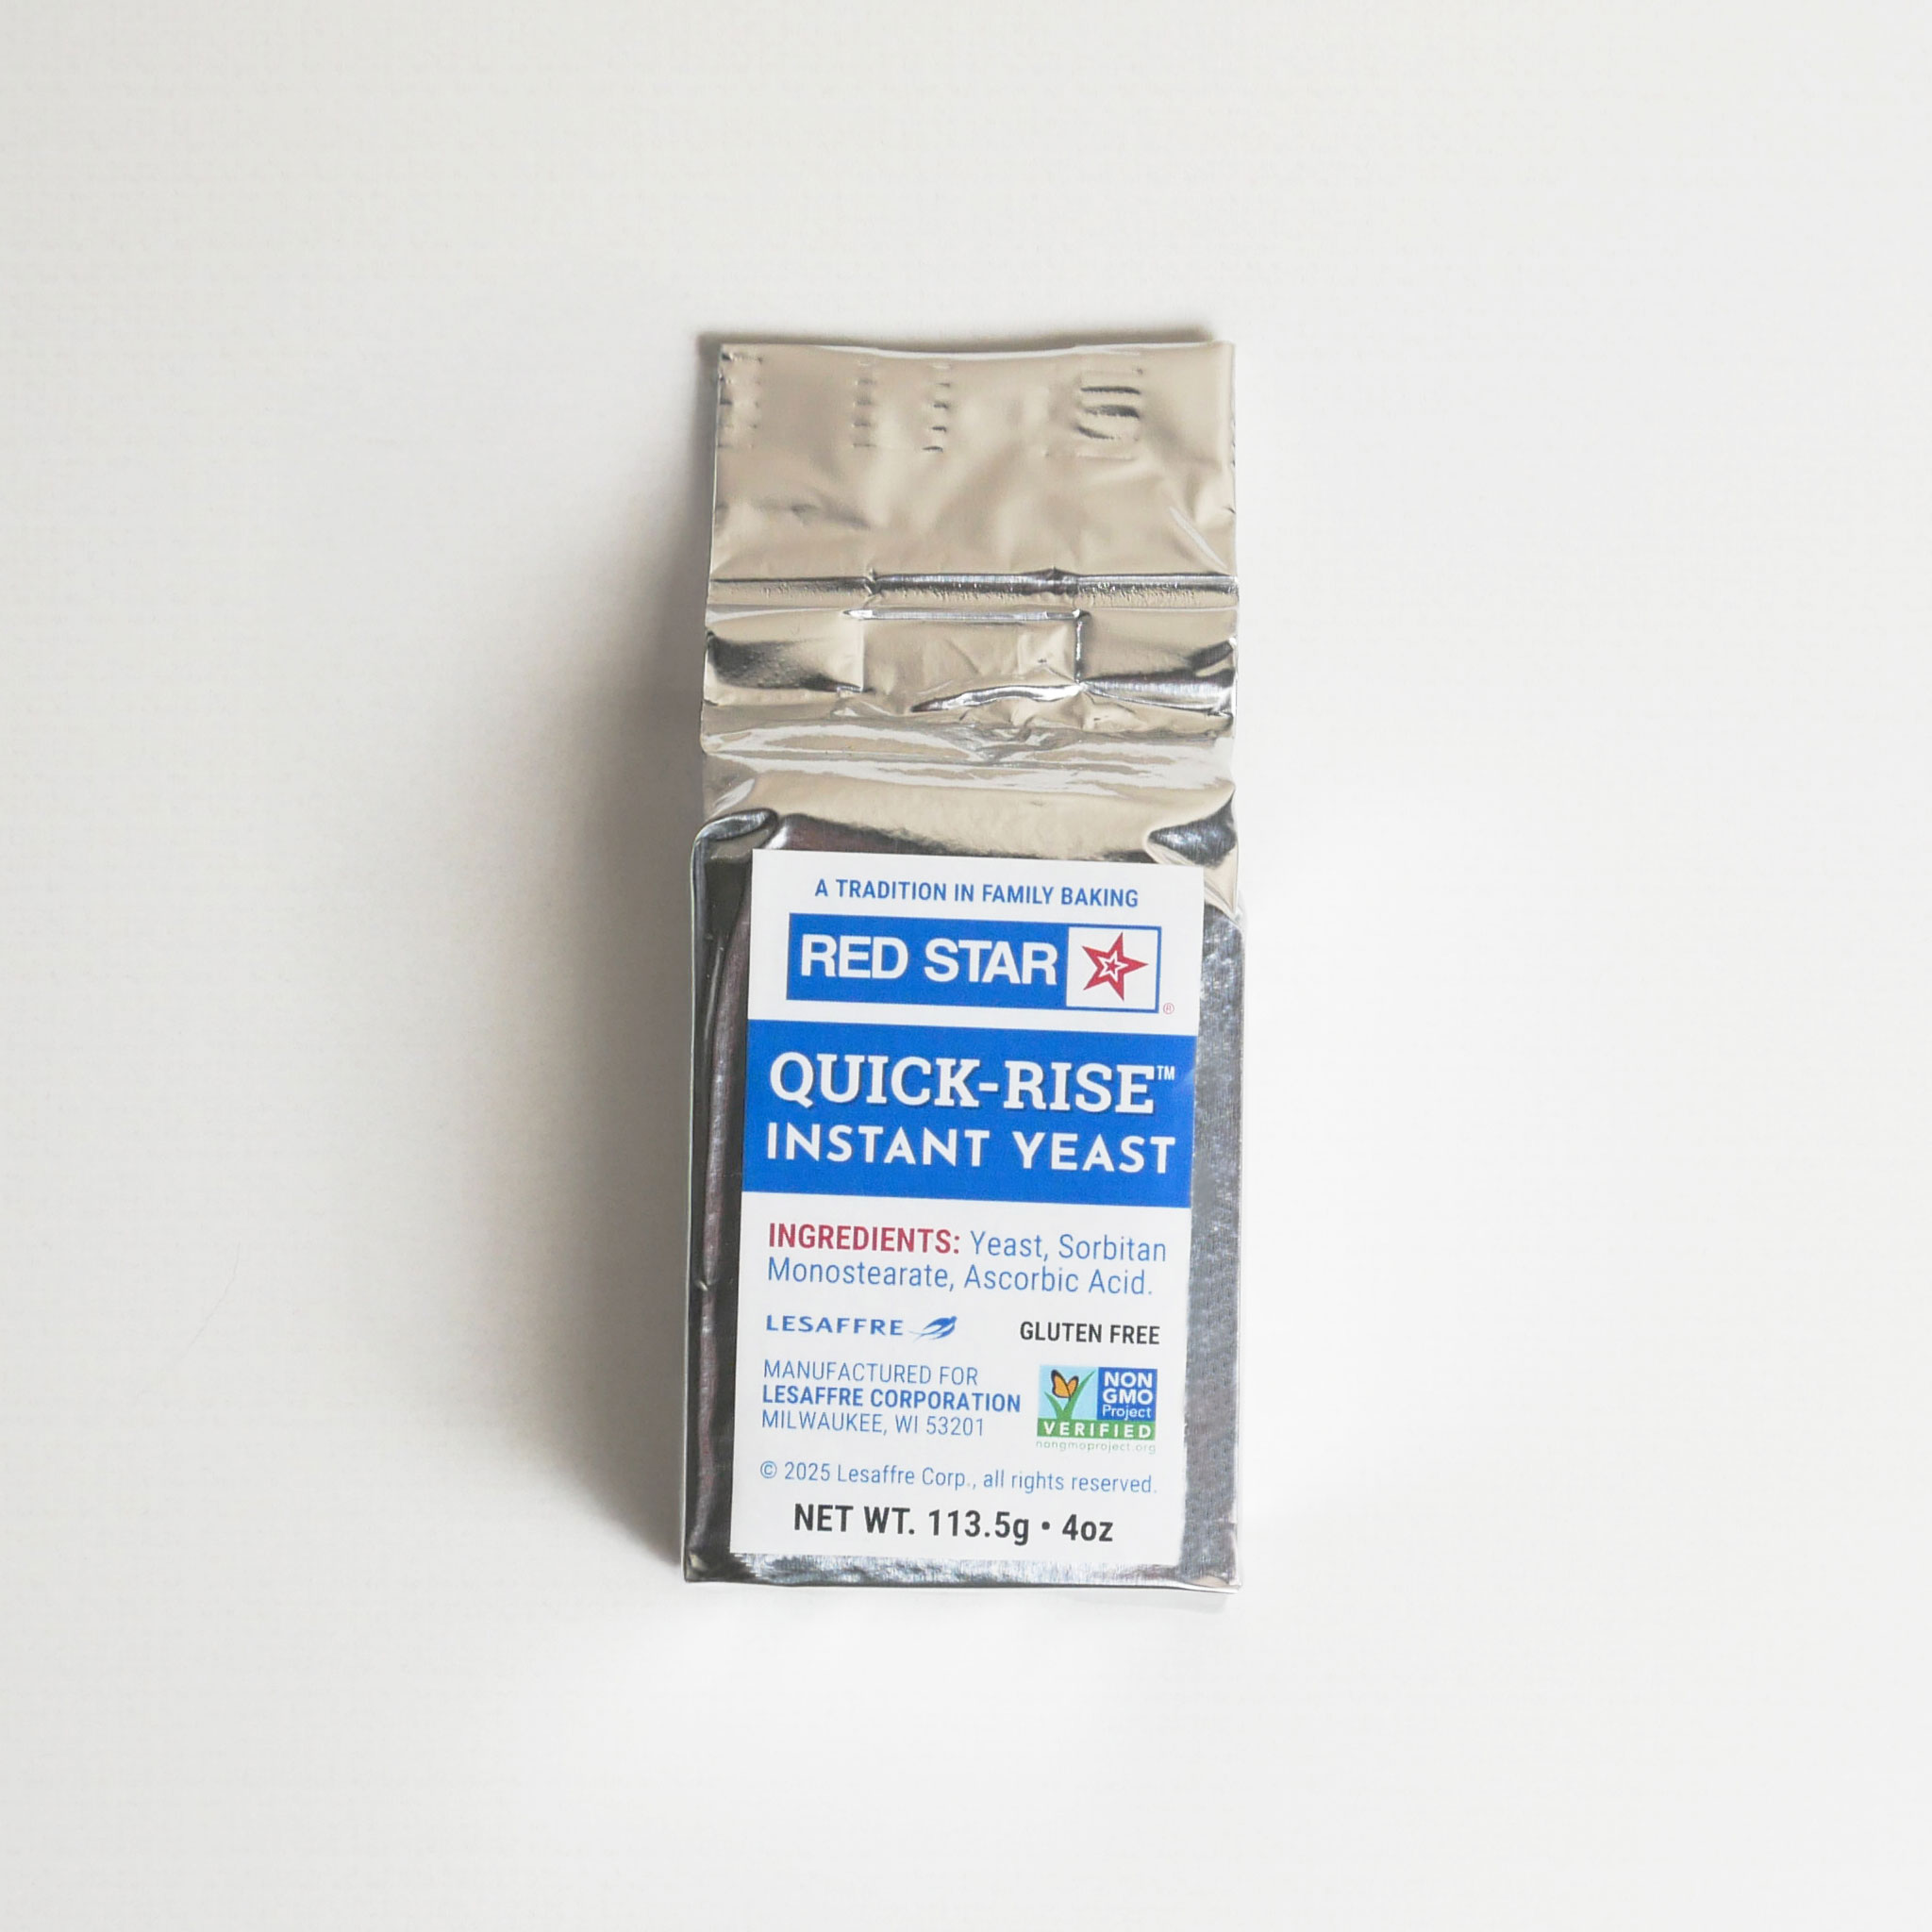 A TRADITION IN FAMILY BAKING
RED STAR
®
QUICK-RISE™
INSTANT YEAST
INGREDIENTS: Yeast, Sorbitan
Monostearate, Ascorbic Acid.
LESAFFRE
GLUTEN FREE
MANUFACTURED FOR
LESAFFRE CORPORATION
MILWAUKEE, WI 53201
NON
GMO
Project
VERIFIED
nongmoproject.org
© 2025 Lesaffre Corp., all rights reserved.
NET WT. 113.5g • 4oz